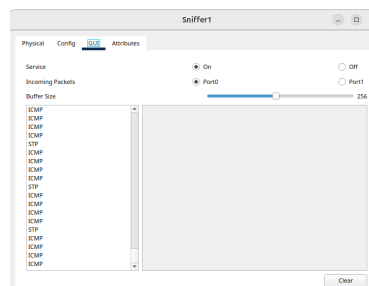 Sniffer1
Physical Config GUI Attributes
Service On Off
Incoming Packets Port0 Port1
Buffer Size 256
ICMP
ICMP
ICMP
ICMP
STP
ICMP
ICMP
ICMP
ICMP
STP
ICMP
ICMP
ICMP
ICMP
STP
ICMP
ICMP
ICMP
ICMP
Clear